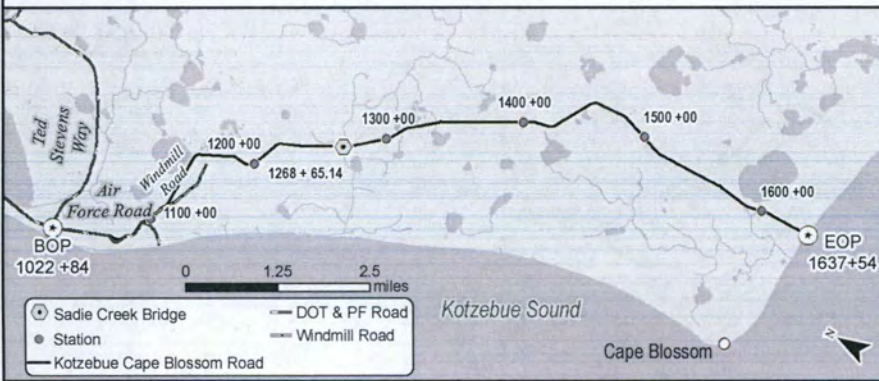 Ted
Stevens
Way
Air
Force Road
Windmill
Road
BOP
1022 +84
1100 +00
1200 +00
1268 + 65.14
1300 +00
1400 +00
1500 +00
1600 +00
EOP
1637+54
0 1.25 2.5
miles
Kotzebue Sound
Cape Blossom
N
Sadie Creek Bridge
Station
Kotzebue Cape Blossom Road
DOT & PF Road
Windmill Road